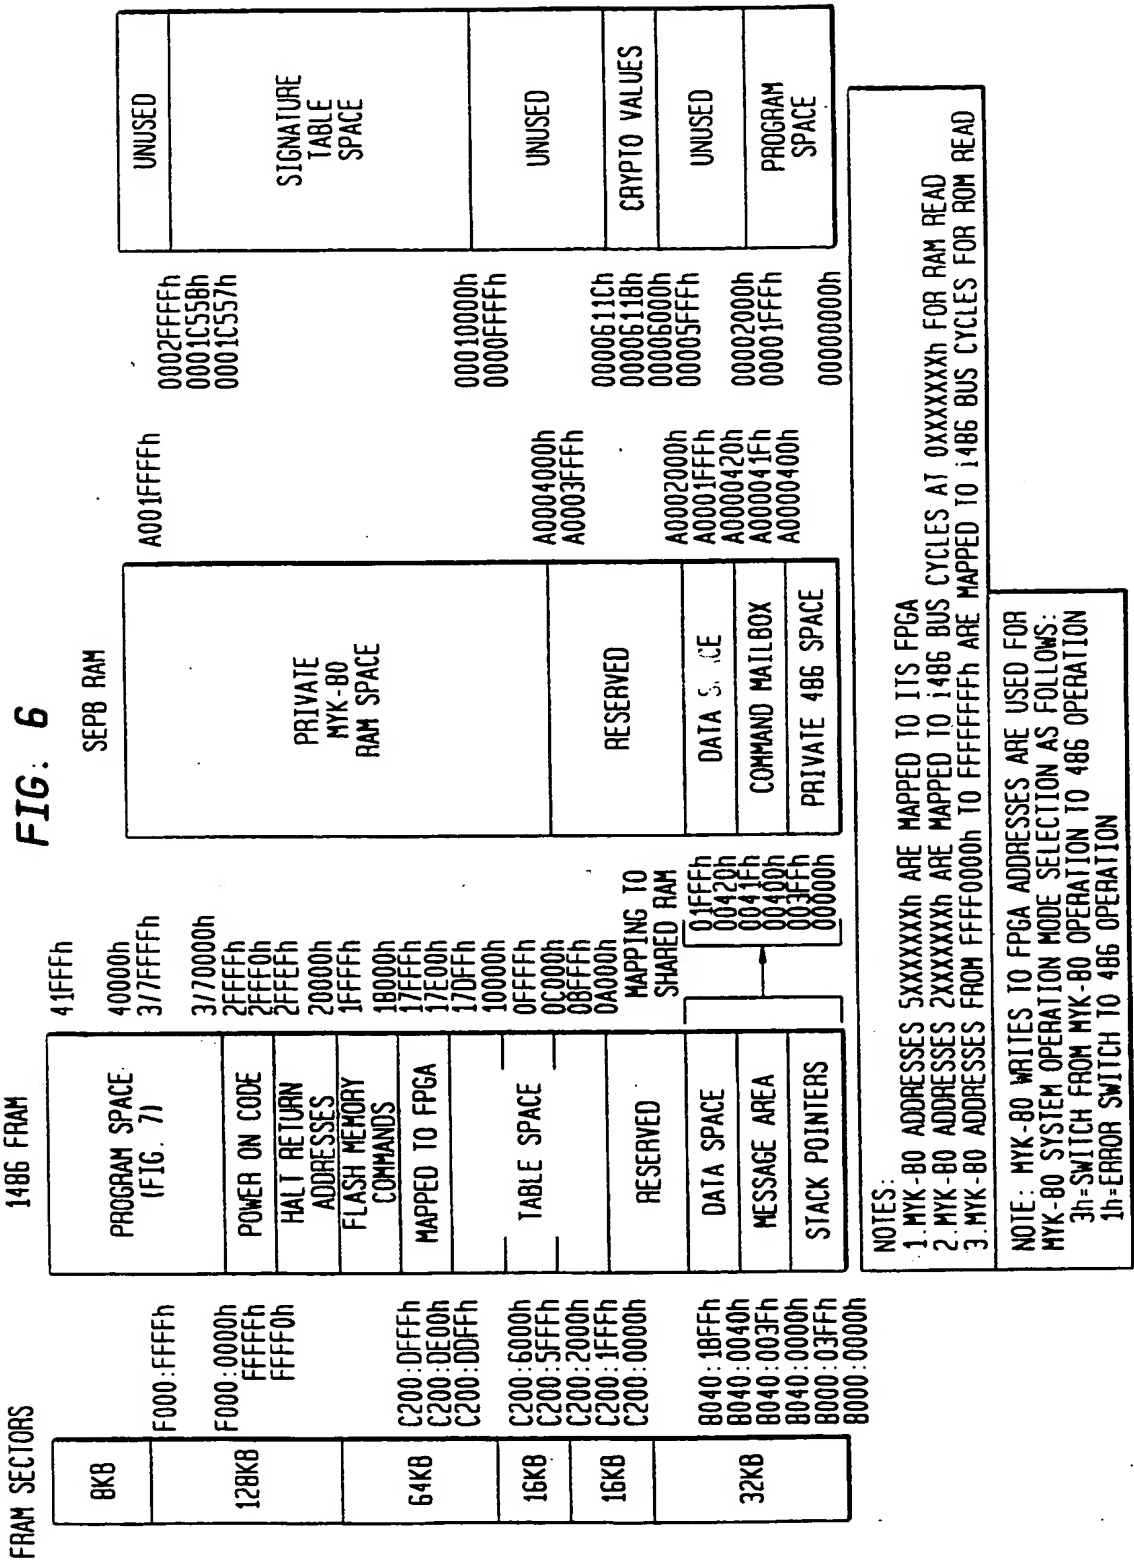 FIG. 6
FRAM SECTORS
8KB
128KB
64KB
16KB
16KB
32KB
F000:FFFFh
F000:0000h
FFFFFh
FFFF0h
C200:DFFFh
C200:DE00h
C200:DDFFh
C200:6000h
C200:5FFFh
C200:2000h
C200:1FFFh
C200:0000h
B040:1BFFh
B040:0040h
B040:003Fh
B040:0000h
B000:03FFh
B000:0000h
1486 FRAM
PROGRAM SPACE
(FIG. 7)
POWER ON CODE
HALT RETURN
ADDRESSES
FLASH MEMORY
COMMANDS
MAPPED TO FPGA
TABLE SPACE
RESERVED
DATA SPACE
MESSAGE AREA
STACK POINTERS
41FFFh
40000h
3/7FFFFh
3/70000h
2FFFFh
2FFF0h
2FFEFh
20000h
1FFFFh
1B000h
17FFFh
17E00h
17DFFh
10000h
0FFFFh
0C000h
0BFFFh
0A000h
MAPPING TO
SHARED RAM
01FFFh
00420h
0041Fh
00400h
003FFh
00000h
SEPB RAM
PRIVATE
MYK-80
RAM SPACE
RESERVED
DATA
COMMAND MAILBOX
PRIVATE 486 SPACE
A001FFFFh
A0004000h
A0003FFFh
A0002000h
A0001FFFh
A0000420h
A000041Fh
A0000400h
0002FFFFh
0001C558h
0001C557h
00010000h
0000FFFFh
0000611Ch
0000611Bh
00006000h
00005FFFh
00002000h
00001FFFh
00000000h
UNUSED
SIGNATURE
TABLE
SPACE
UNUSED
CRYPTO VALUES
UNUSED
PROGRAM
SPACE
NOTES:
1.MYK-80 ADDRESSES 5XXXXXXXh ARE MAPPED TO ITS FPGA
2.MYK-80 ADDRESSES 2XXXXXXXh ARE MAPPED TO i486 BUS CYCLES AT 0XXXXXXXh FOR RAM READ
3.MYK-80 ADDRESSES FROM FFFF0000h TO FFFFFFFFh ARE MAPPED TO i486 BUS CYCLES FOR ROM READ
NOTE: MYK-80 WRITES TO FPGA ADDRESSES ARE USED FOR
MYK-80 SYSTEM OPERATION MODE SELECTION AS FOLLOWS:
3h=SWITCH FROM MYK-80 OPERATION TO 486 OPERATION
1h=ERROR SWITCH TO 486 OPERATION